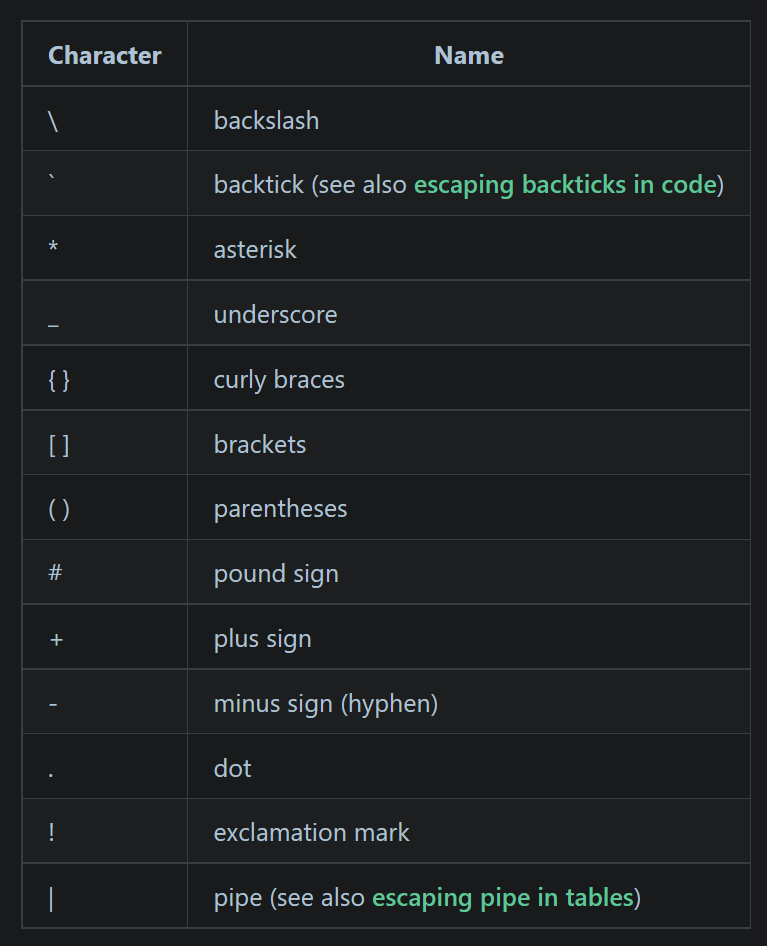 Character Name
\ backslash
` backtick (see also escaping backticks in code)
* asterisk
_ underscore
{ } curly braces
[ ] brackets
( ) parentheses
# pound sign
+ plus sign
- minus sign (hyphen)
. dot
! exclamation mark
| pipe (see also escaping pipe in tables)